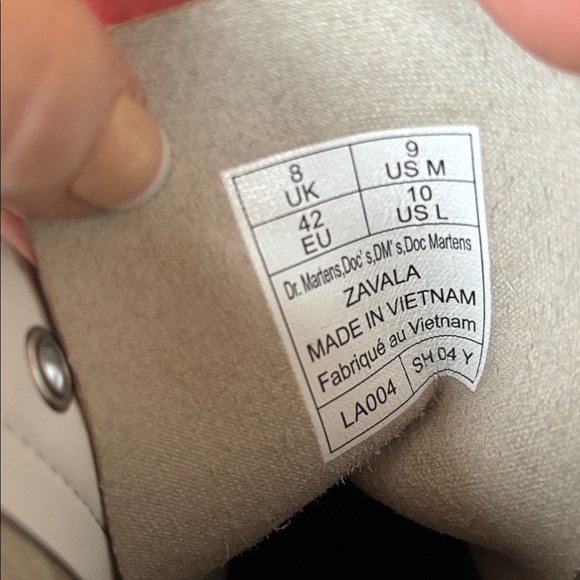 8 9
UK US M
42 10
EU US L
Dr. Martens,Doc's,DM's,Doc Martens
ZAVALA
MADE IN VIETNAM
Fabriqué au Vietnam
LA004 SH 04 Y